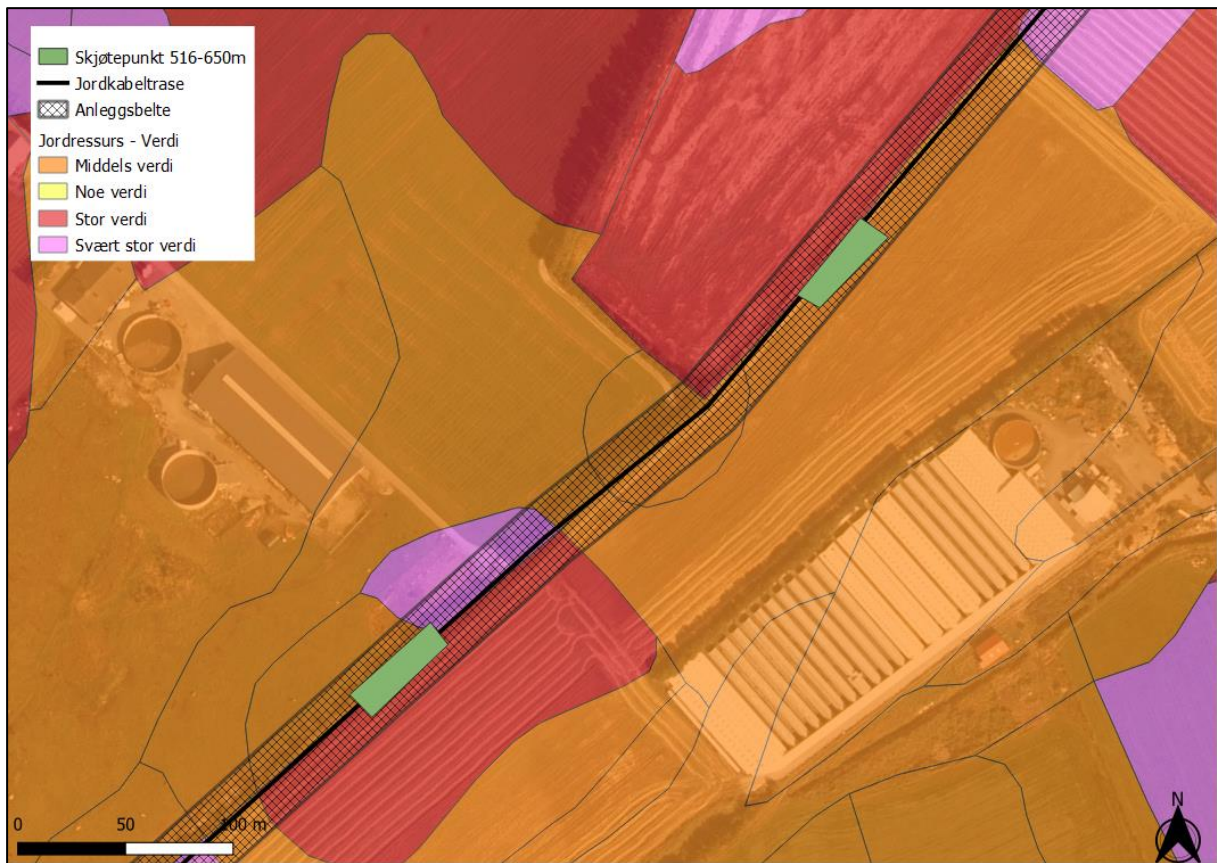 Skjøtepunkt 516-650m
Jordkabeltrase
Anleggsbelte
Jordressurs - Verdi
Middels verdi
Noe verdi
Stor verdi
Svært stor verdi
0 50 100 m
N